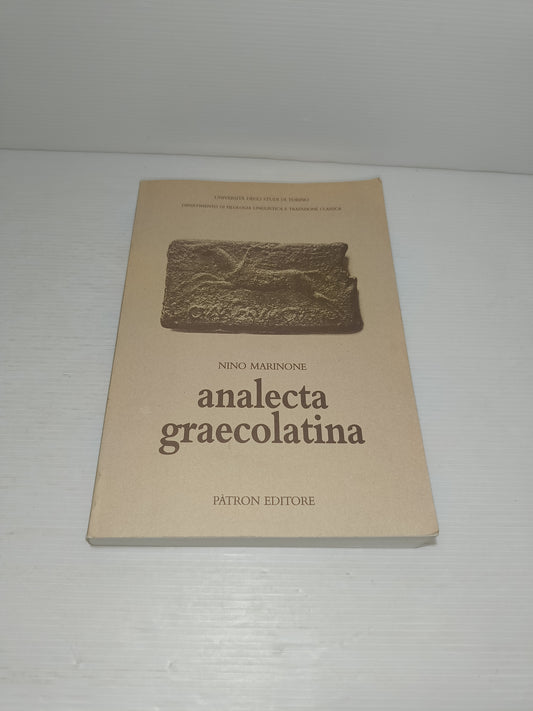 UNIVERSITÀ DEGLI STUDI DI TORINO
DIPARTIMENTO DI FILOLOGIA LINGUISTICA E TRADIZIONE CLASSICA
NINO MARINONE
analecta
graecolatina
PÀTRON EDITORE